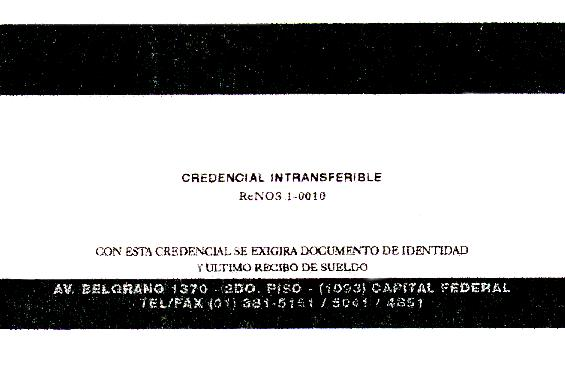 CREDENCIAL INTRANSFERIBLE
ReNOS 1-0010
CON ESTA CREDENCIAL SE EXIGIRA DOCUMENTO DE IDENTIDAD
Y ULTIMO RECIBO DE SUELDO
AV. BELGRANO 1370 - 2DO. PISO - (1093) CAPITAL FEDERAL
TEL/FAX (01) 381-5151 / 5041 / 4851